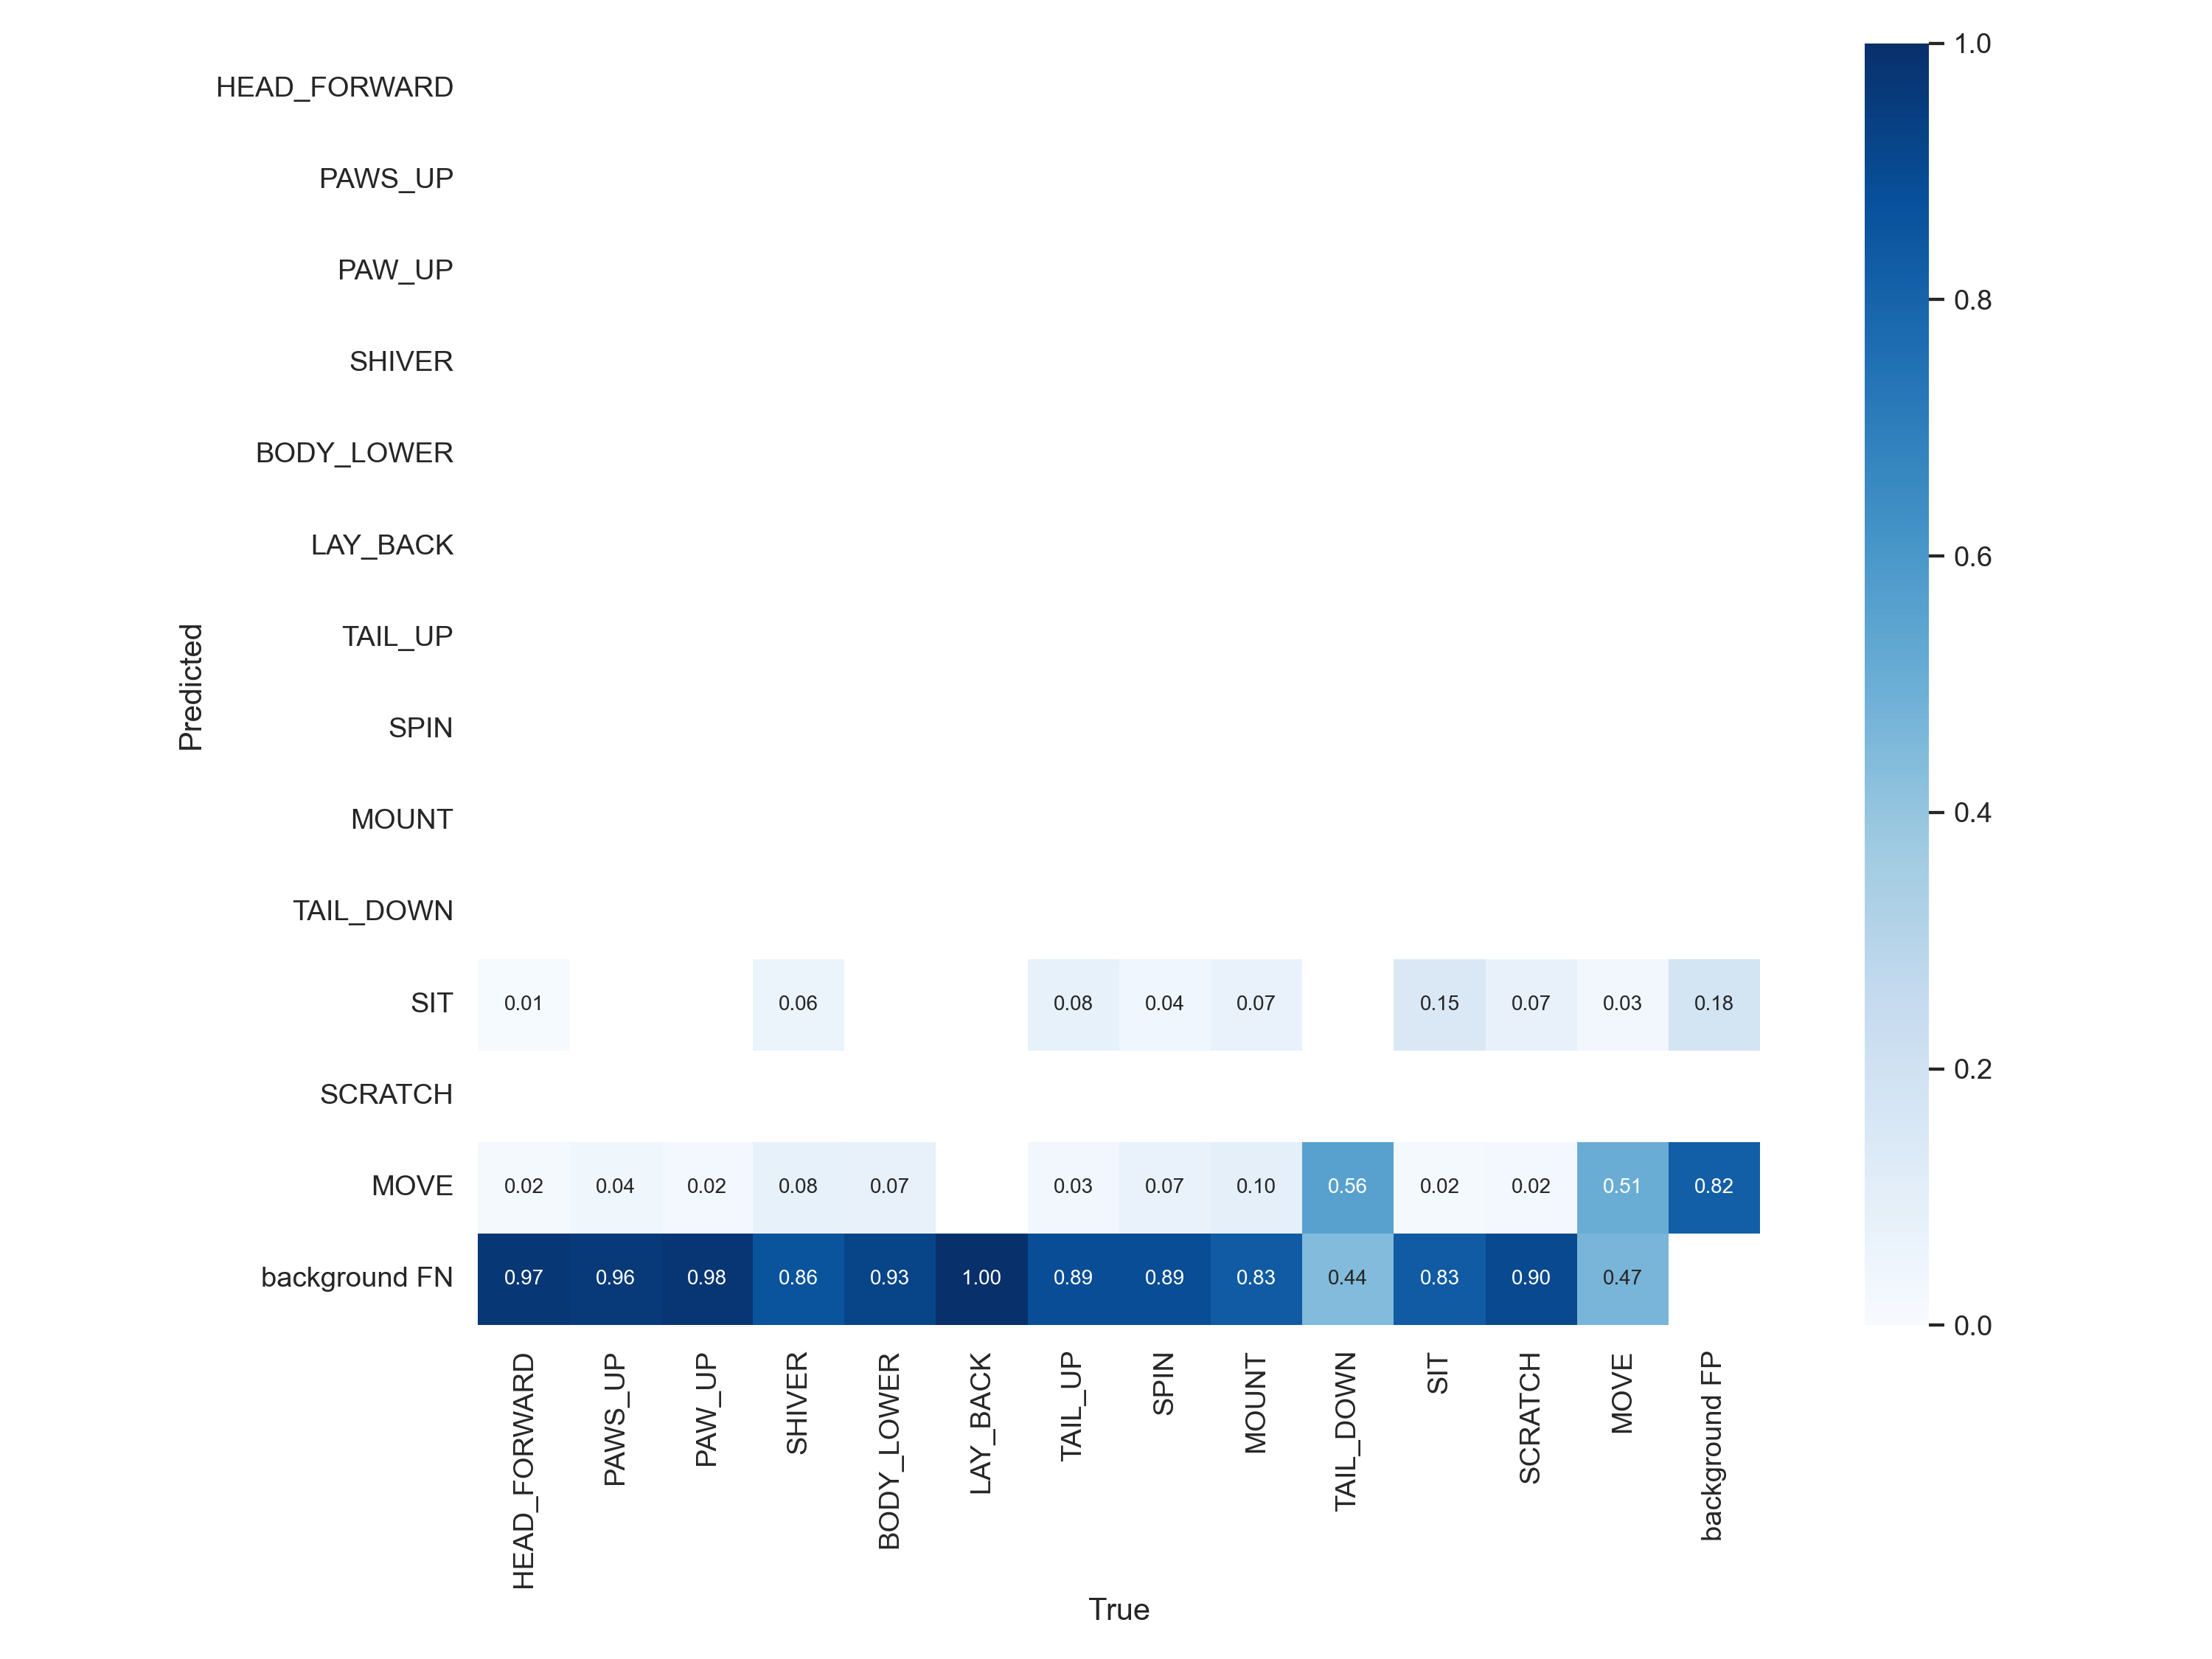 HEAD_FORWARD
PAWS_UP
PAW_UP
SHIVER
BODY_LOWER
LAY_BACK
TAIL_UP
SPIN
MOUNT
TAIL_DOWN
SIT
SCRATCH
MOVE
background FN
Predicted
0.01 0.06 0.08 0.04 0.07 0.15 0.07 0.03 0.18
0.02 0.04 0.02 0.08 0.07 0.03 0.07 0.10 0.56 0.02 0.02 0.51 0.82
0.97 0.96 0.98 0.86 0.93 1.00 0.89 0.89 0.83 0.44 0.83 0.90 0.47
HEAD_FORWARD
PAWS_UP
PAW_UP
SHIVER
BODY_LOWER
LAY_BACK
TAIL_UP
SPIN
MOUNT
TAIL_DOWN
SIT
SCRATCH
MOVE
background FP
True
1.0
0.8
0.6
0.4
0.2
0.0